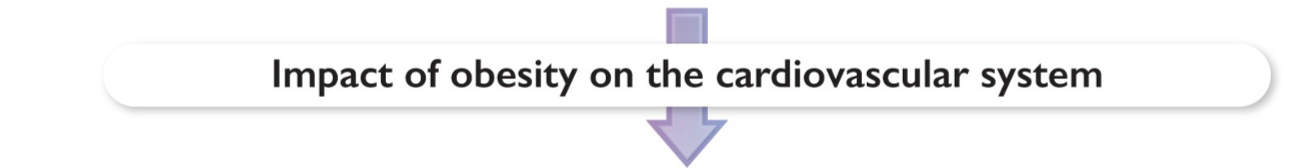 Impact of obesity on the cardiovascular system